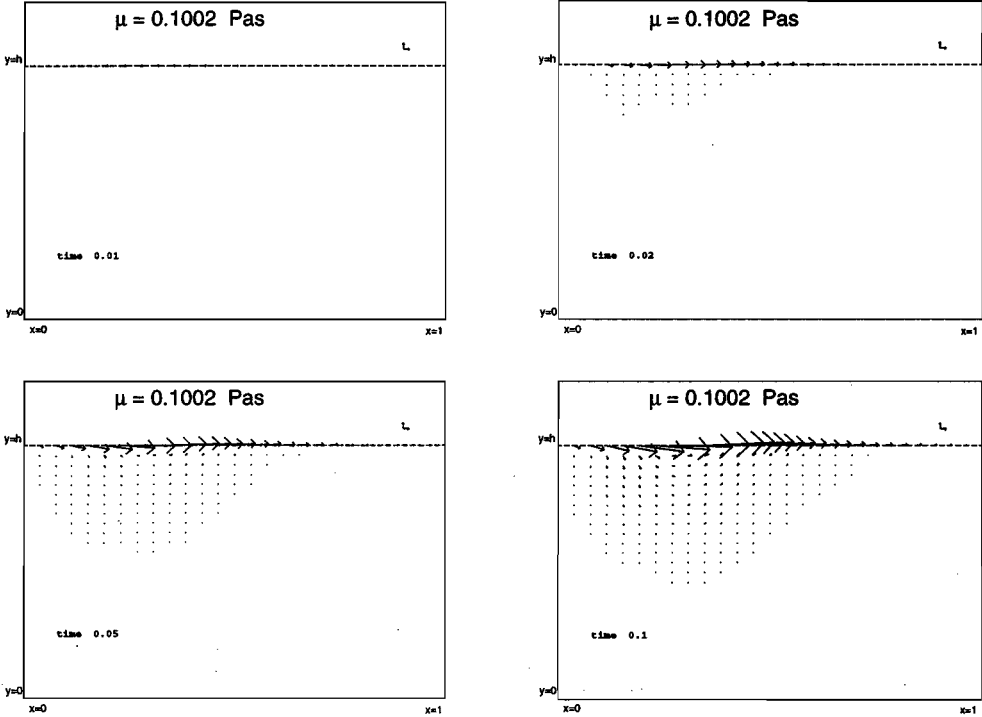 μ = 0.1002 Pas
y=h
time 0.01
y=0
x=0
x=1
μ = 0.1002 Pas
y=h
time 0.02
y=0
x=0
x=1
μ = 0.1002 Pas
y=h
time 0.05
y=0
x=0
x=1
μ = 0.1002 Pas
y=h
time 0.1
y=0
x=0
x=1